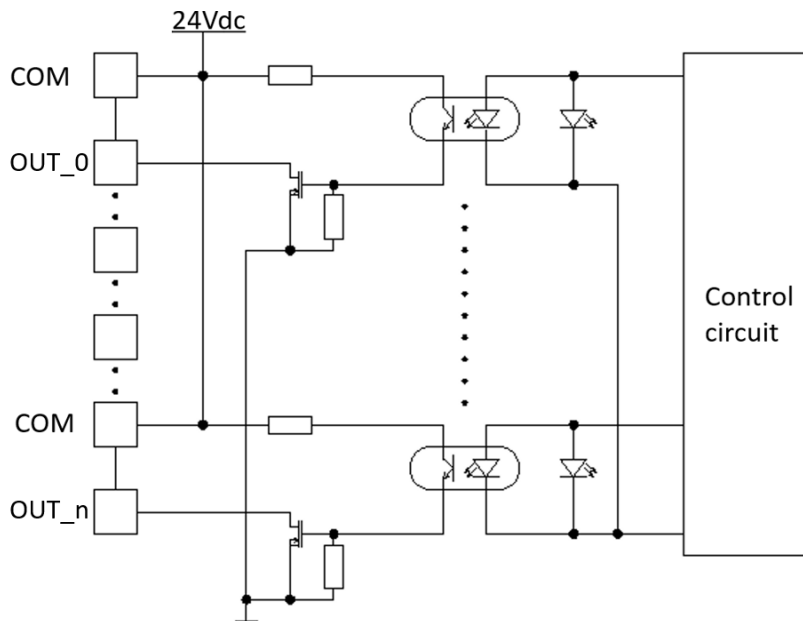 24Vdc
COM
OUT_0
Control
circuit
COM
OUT_n